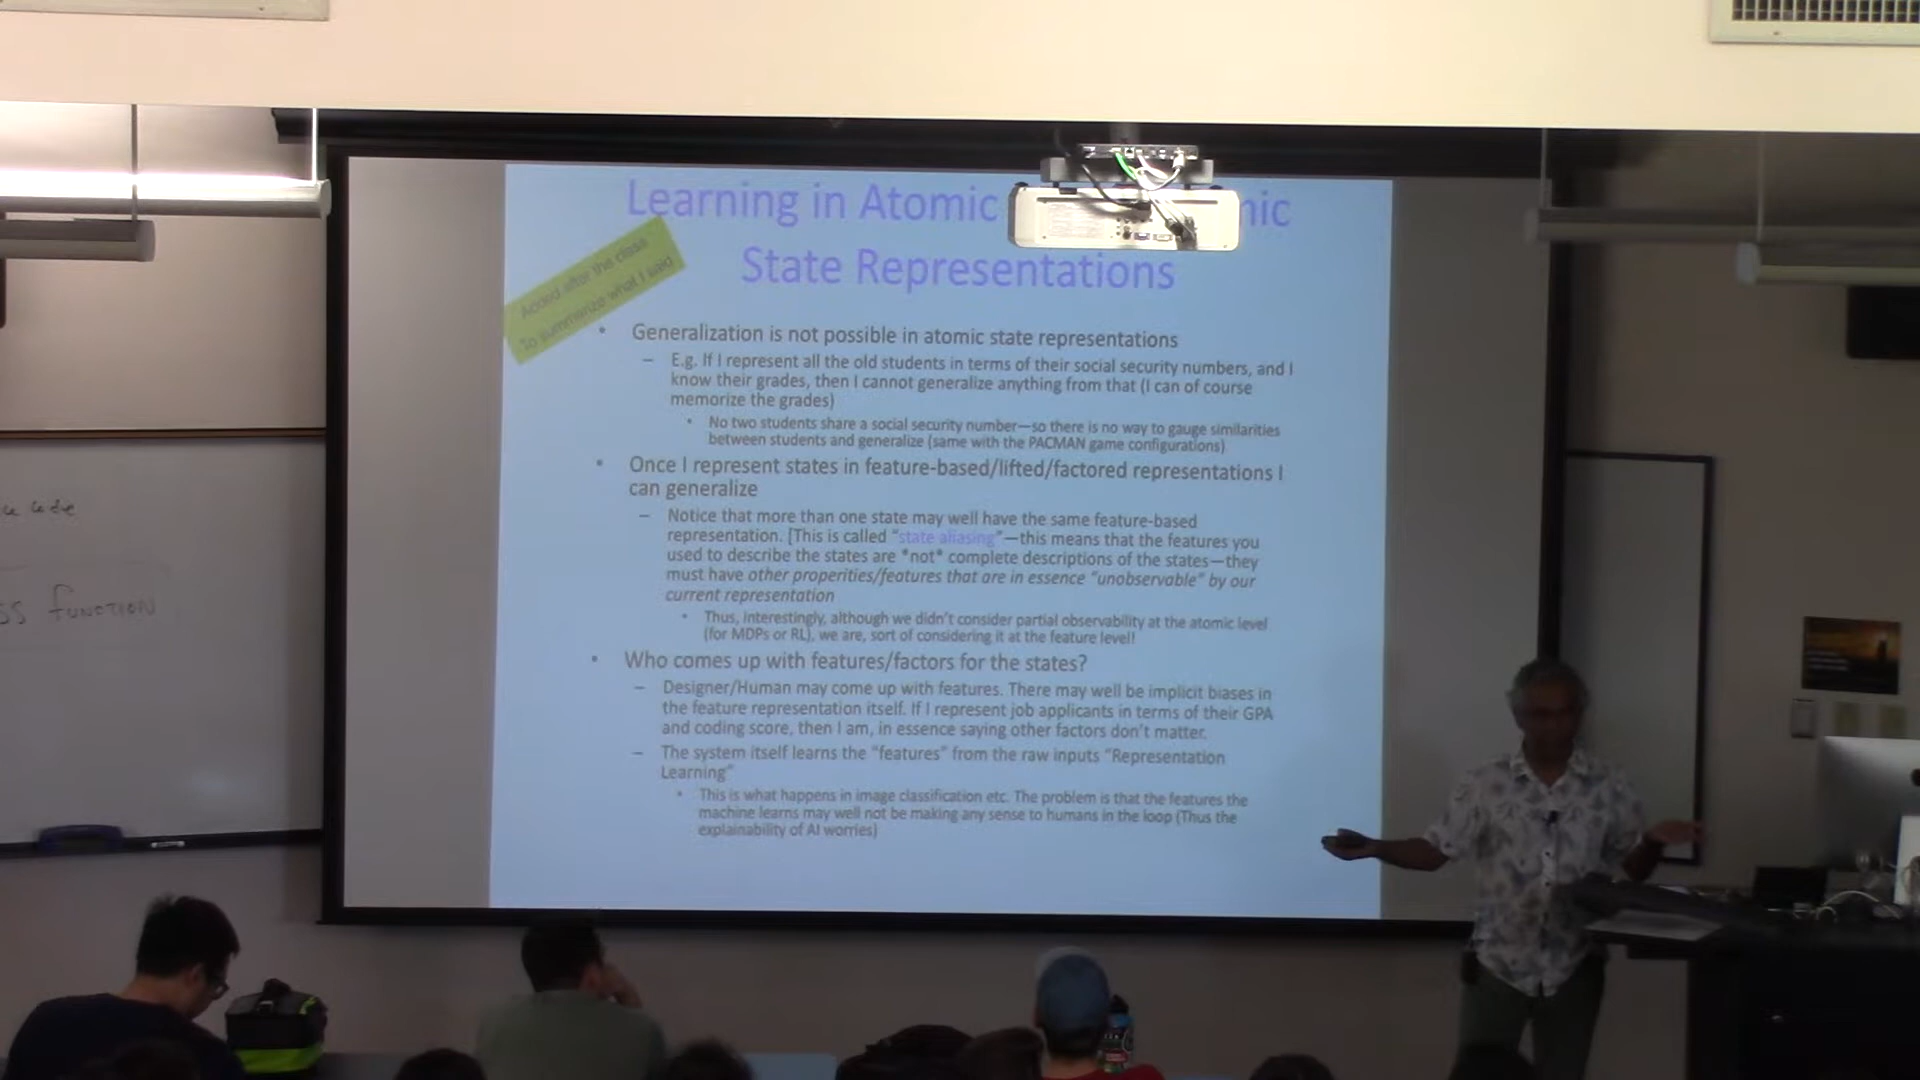 Learning in Atomic nic
State Representations
Added after the class
To summarize what I said
• Generalization is not possible in atomic state representations
– E.g. If I represent all the old students in terms of their social security numbers, and I
know their grades, then I cannot generalize anything from that (I can of course
memorize the grades)
• No two students share a social security number—so there is no way to gauge similarities
between students and generalize (same with the PACMAN game configurations)
• Once I represent states in feature-based/lifted/factored representations I
can generalize
– Notice that more than one state may well have the same feature-based
representation. [This is called "state aliasing"—this means that the features you
used to describe the states are *not* complete descriptions of the states—they
must have other properities/features that are in essence "unobservable" by our
current representation
• Thus, interestingly, although we didn't consider partial observability at the atomic level
(for MDPs or RL), we are, sort of considering it at the feature level!
• Who comes up with features/factors for the states?
– Designer/Human may come up with features. There may well be implicit biases in
the feature representation itself. If I represent job applicants in terms of their GPA
and coding score, then I am, in essence saying other factors don't matter.
– The system itself learns the "features" from the raw inputs "Representation
Learning"
• This is what happens in image classification etc. The problem is that the features the
machine learns may well not be making any sense to humans in the loop (Thus the
explainability of AI worries)
SS FUNCTION